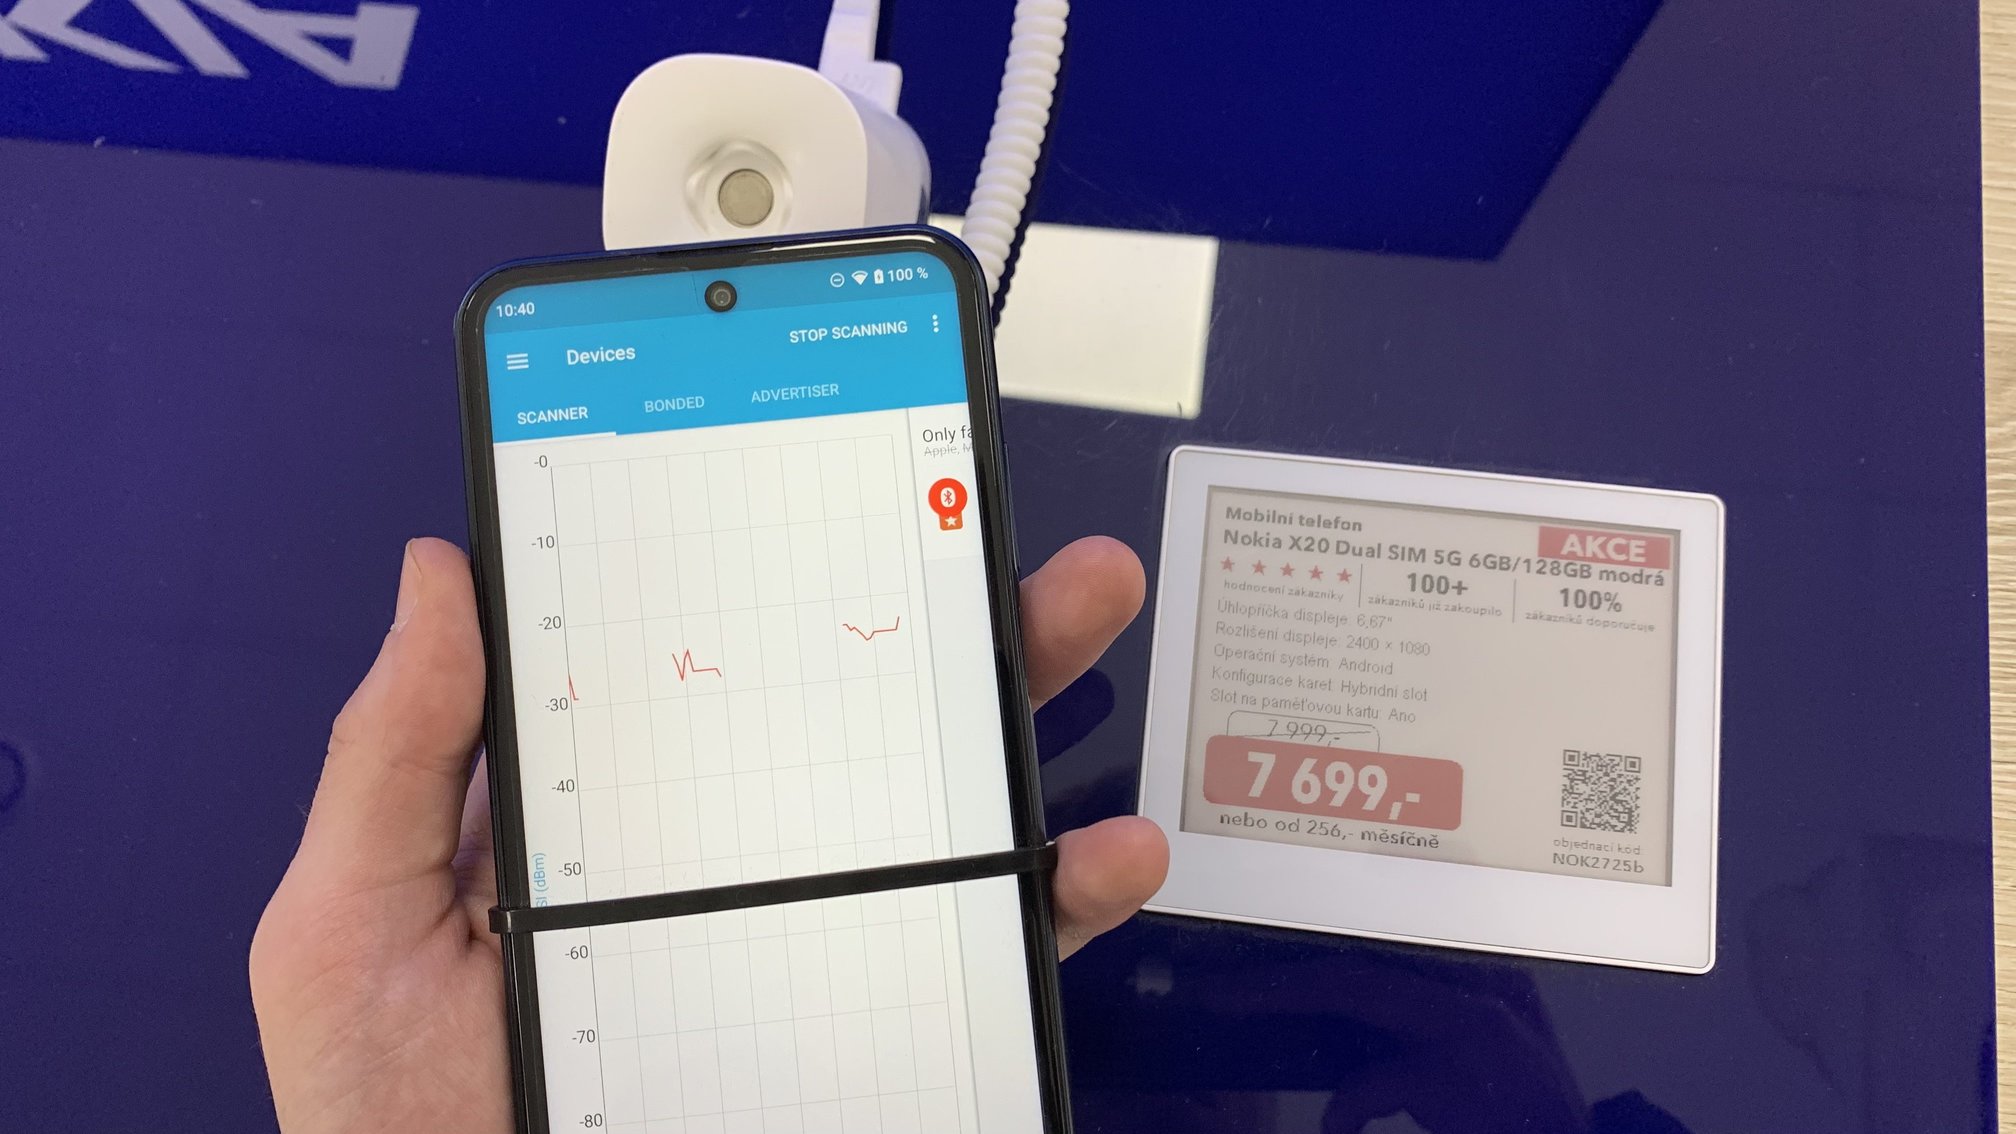 10:40
100 %
Devices
STOP SCANNING
SCANNER
BONDED
ADVERTISER
Only fa
Apple, M
-0
-10
-20
-30
-40
-50
-60
-70
-80
SI (dBm)
Mobilní telefon
AKCE
Nokia X20 Dual SIM 5G 6GB/128GB modrá
hodnocení zákazníky
100+
zákazníků již zakoupilo
100%
zákazníků doporučuje
Úhlopříčka displeje: 6,67"
Rozlišení displeje: 2400 × 1080
Operační systém: Android
Konfigurace karet: Hybridní slot
Slot na paměťovou kartu: Ano
7 999,-
7 699,-
nebo od 256,- měsíčně
objednací kód:
NOK2725b